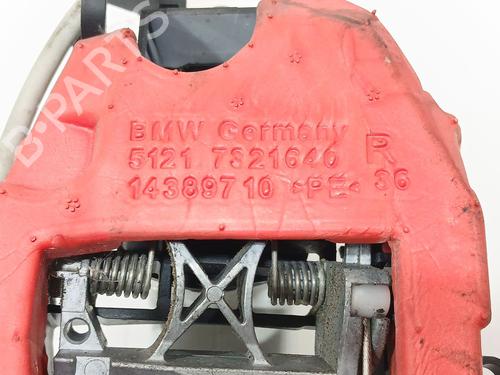 B-PARTS
BMW Germany
5121 7321640 R
14389710 >PE< 36